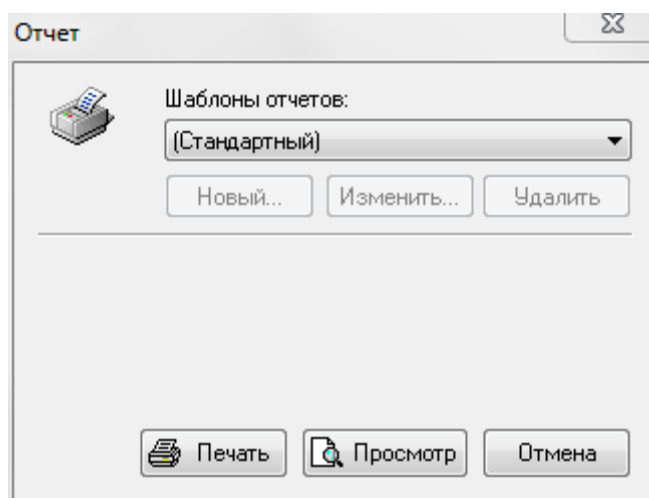 Отчет
Шаблоны отчетов:
(Стандартный)
Новый... Изменить... Удалить
Печать Просмотр Отмена